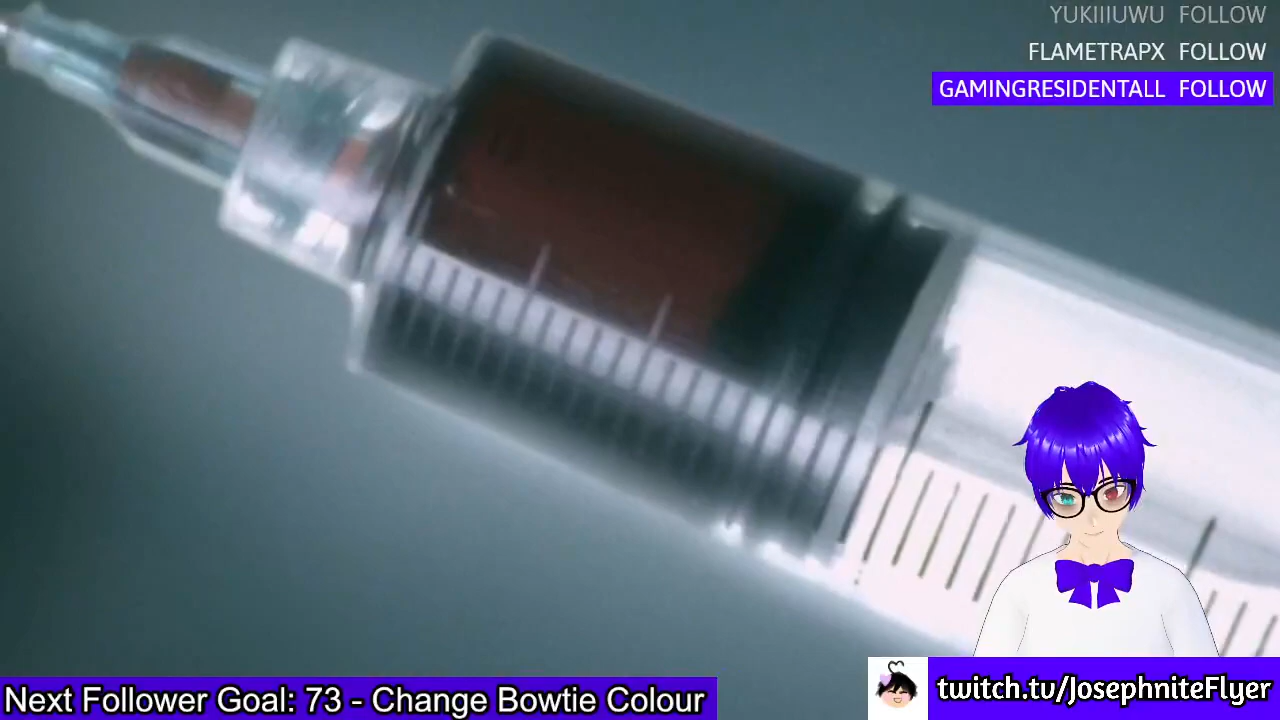 YUKIIIUWU FOLLOW
FLAMETRAPX FOLLOW
GAMINGRESIDENTALL FOLLOW
Next Follower Goal: 73 - Change Bowtie Colour
twitch.tv/JosephniteFlyer